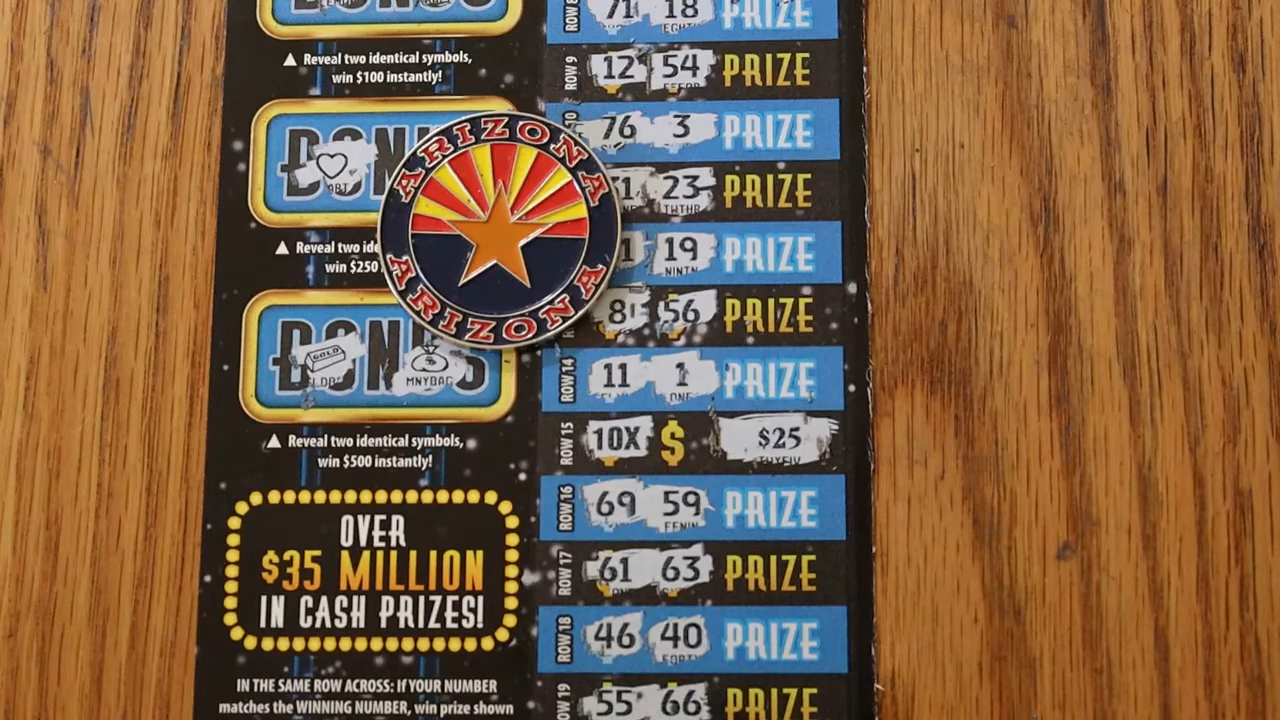 BONUS
▲ Reveal two identical symbols,
win $100 instantly!
▲ Reveal two
win $250
GOLD
MNYBAG
BONUS
▲ Reveal two identical symbols,
win $500 instantly!
OVER
$35 MILLION
IN CASH PRIZES!
IN THE SAME ROW ACROSS: If YOUR NUMBER
matches the WINNING NUMBER, win prize shown
ARIZONA
ARIZONA
ROW 8 71 18 PRIZE
ROW 9 12 54 PRIZE
76 3 PRIZE
23 PRIZE
THTHR
19 PRIZE
NINTN
56 PRIZE
ROW 14 11 1 PRIZE
ONE
ROW 15 10X $ $25
ROW 16 69 59 PRIZE
ROW 17 61 63 PRIZE
ROW 18 46 40 PRIZE
FORTY
ROW 19 55 66 PRIZE